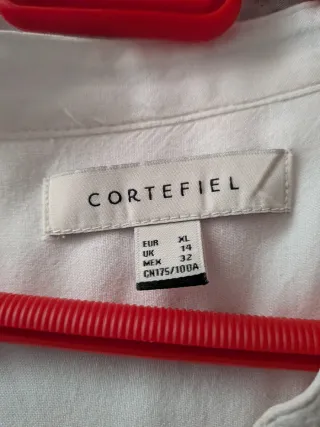 CORTEFIEL
EUR XL
UK 14
MEX 32
CN175/100A